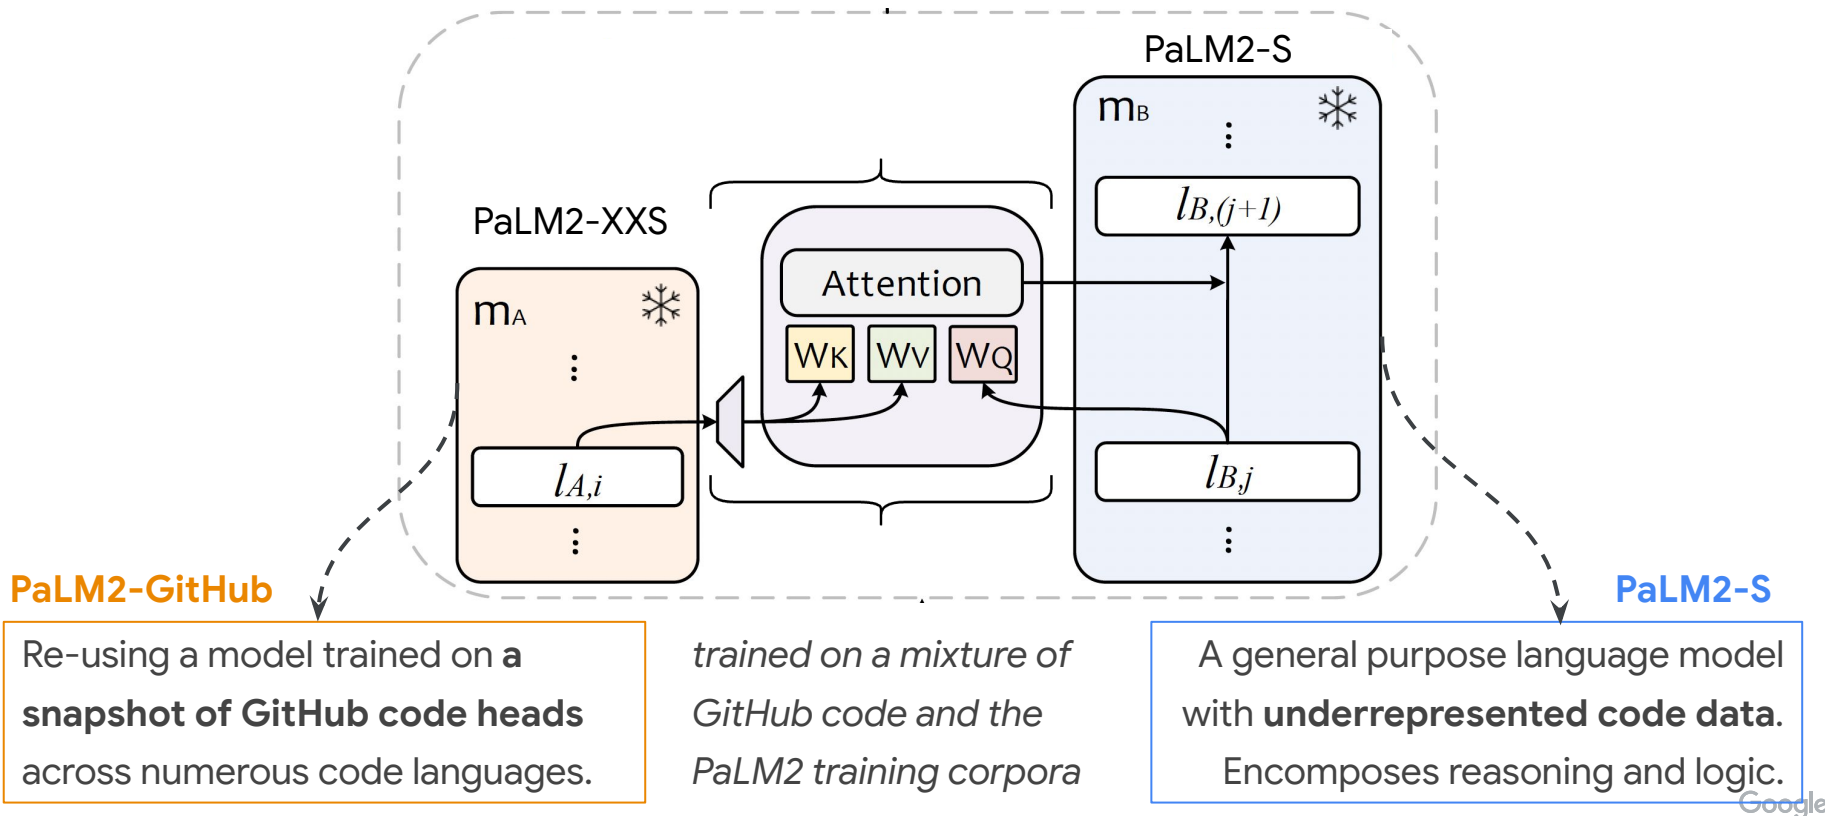 PaLM2-S
mB
lB,(j+1)
PaLM2-XXS
Attention
mA
WK WV WQ
lA,i
lB,j
PaLM2-GitHub
PaLM2-S
Re-using a model trained on a
snapshot of GitHub code heads
across numerous code languages.
trained on a mixture of
GitHub code and the
PaLM2 training corpora
A general purpose language model
with underrepresented code data.
Encomposes reasoning and logic.
Google